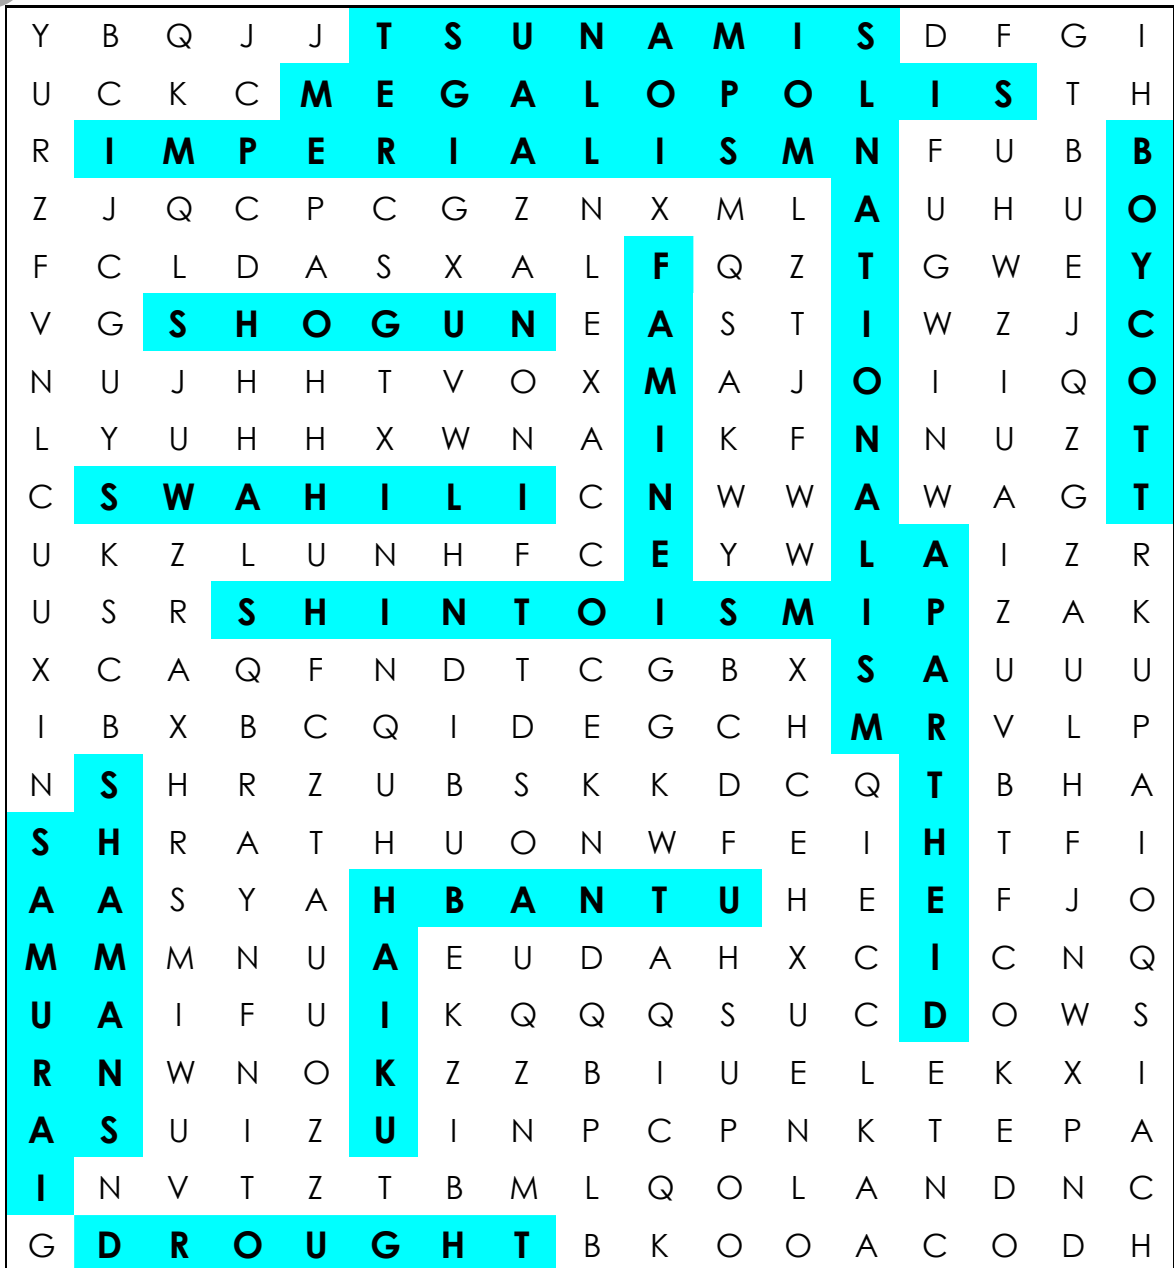 Y B Q J J T S U N A M I S D F G I
U C K C M E G A L O P O L I S T H
R I M P E R I A L I S M N F U B B
Z J Q C P C G Z N X M L A U H U O
F C L D A S X A L F Q Z T G W E Y
V G S H O G U N E A S T I W Z J C
N U J H H T V O X M A J O I I Q O
L Y U H H X W N A I K F N N U Z T
C S W A H I L I C N W W A W A G T
U K Z L U N H F C E Y W L A I Z R
U S R S H I N T O I S M I P Z A K
X C A Q F N D T C G B X S A U U U
I B X B C Q I D E G C H M R V L P
N S H R Z U B S K K D C Q T B H A
S H R A T H U O N W F E I H T F I
A A S Y A H B A N T U H E E F J O
M M M N U A E U D A H X C I C N Q
U A I F U I K Q Q Q S U C D O W S
R N W N O K Z Z B I U E L E K X I
A S U I Z U I N P C P N K T E P A
I N V T Z T B M L Q O L A N D N C
G D R O U G H T B K O O A C O D H